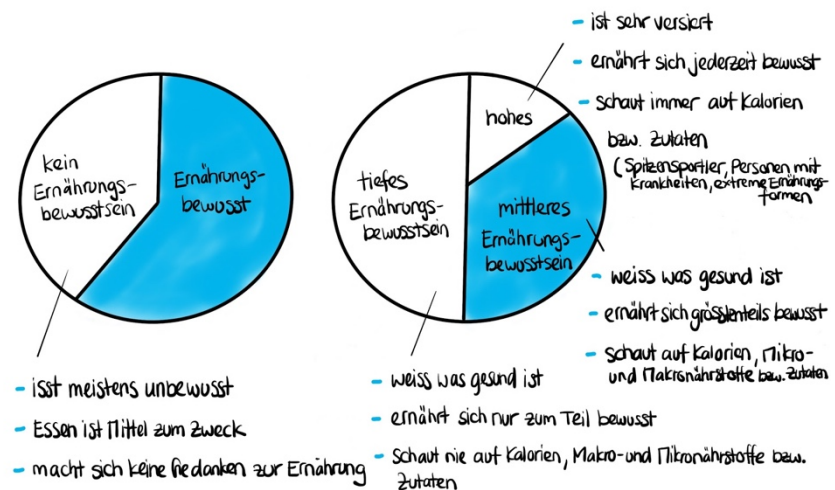 kein
Ernährungs-
bewusstsein
Ernährungs-
bewusst
- isst meistens unbewusst
- Essen ist Mittel zum Zweck
- macht sich keine Gedanken zur Ernährung
tiefes
Ernährungs-
bewusstsein
hohes
mittleres
Ernährungs-
bewusstsein
- ist sehr versiert
- ernährt sich jederzeit bewusst
- schaut immer auf Kalorien
bzw. Zutaten
(Spitzensportler, Personen mit
Krankheiten, extreme Ernährungs-
formen
- weiss was gesund ist
- ernährt sich grösstenteils bewusst
- schaut auf Kalorien, Mikro-
und Makronährstoffe bzw. Zutaten
- weiss was gesund ist
- ernährt sich nur zum Teil bewusst
- schaut nie auf Kalorien, Makro- und Mikronährstoffe bzw.
Zutaten